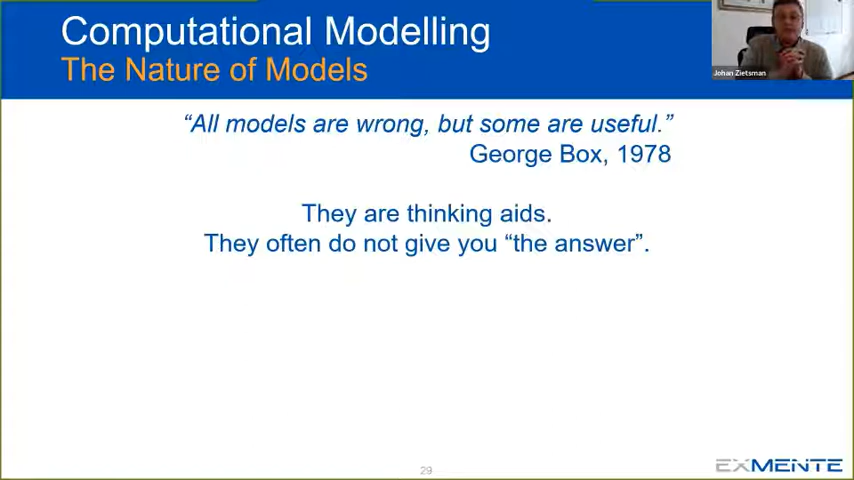 Computational Modelling
The Nature of Models
Johan Zietsman
“All models are wrong, but some are useful.”
George Box, 1978
They are thinking aids.
They often do not give you “the answer”.
29
EXMENTE